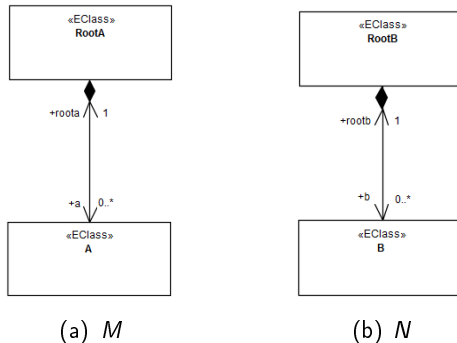 «EClass»
RootA
+roota
1
+a
0..*
«EClass»
A
(a) M
«EClass»
RootB
+rootb
1
+b
0..*
«EClass»
B
(b) N